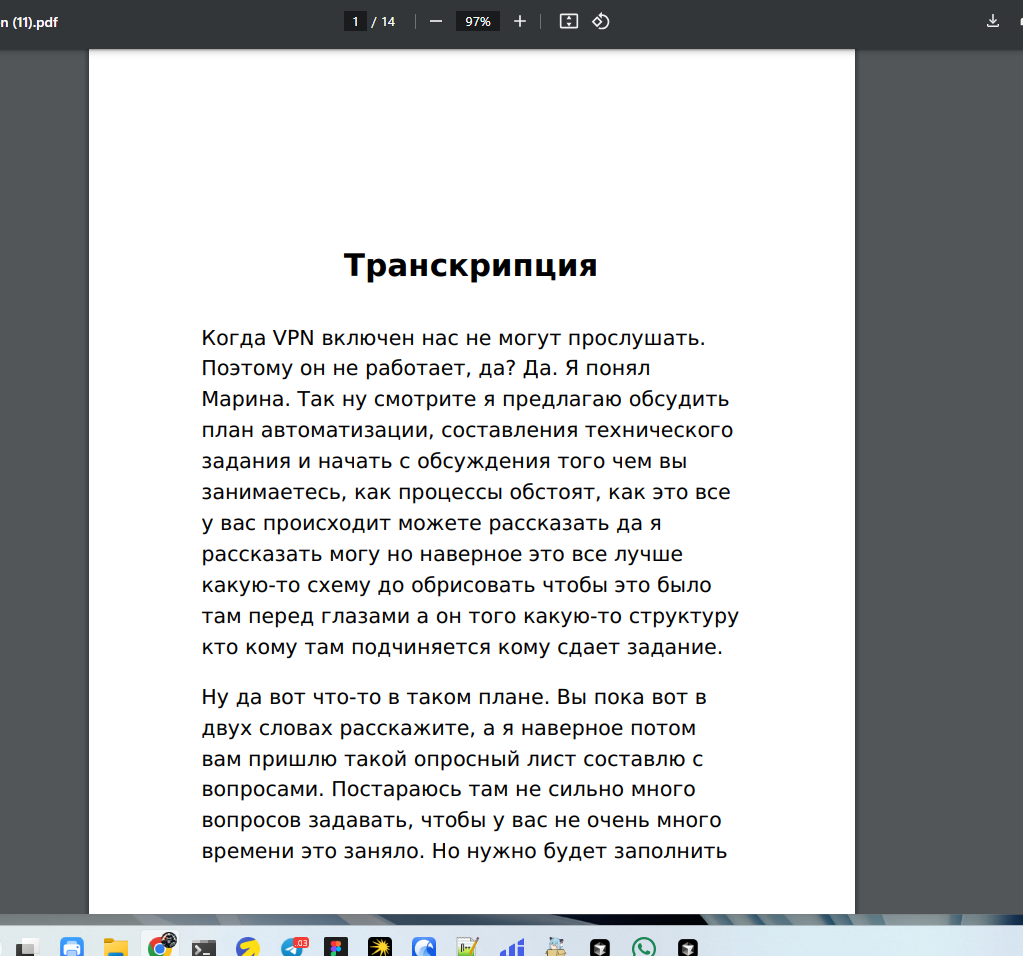 n (11).pdf
1 / 14
97%
Транскрипция
Когда VPN включен нас не могут прослушать.
Поэтому он не работает, да? Да. Я понял
Марина. Так ну смотрите я предлагаю обсудить
план автоматизации, составления технического
задания и начать с обсуждения того чем вы
занимаетесь, как процессы обстоят, как это все
у вас происходит можете рассказать да я
рассказать могу но наверное это все лучше
какую-то схему до обрисовать чтобы это было
там перед глазами а он того какую-то структуру
кто кому там подчиняется кому сдает задание.
Ну да вот что-то в таком плане. Вы пока вот в
двух словах расскажите, а я наверное потом
вам пришлю такой опросный лист составлю с
вопросами. Постараюсь там не сильно много
вопросов задавать, чтобы у вас не очень много
времени это заняло. Но нужно будет заполнить
.03